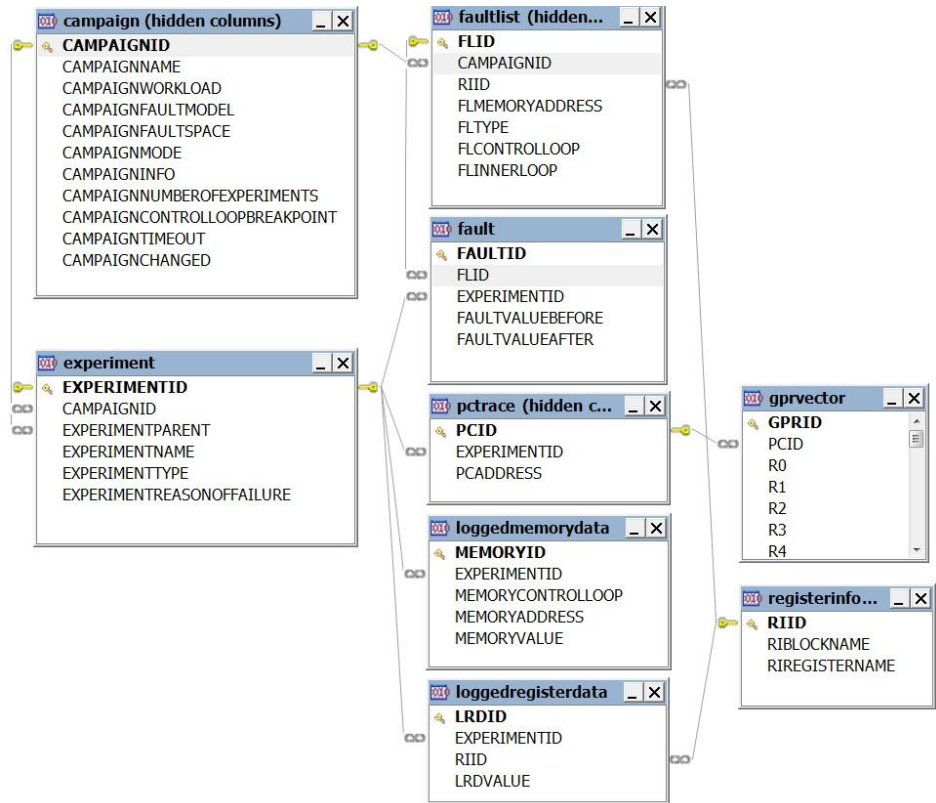 campaign (hidden columns)
CAMPAIGNID
CAMPAIGNNAME
CAMPAIGNWORKLOAD
CAMPAIGNFAULTMODEL
CAMPAIGNFAULTSPACE
CAMPAIGNMODE
CAMPAIGNINFO
CAMPAIGNNUMBEROFEXPERIMENTS
CAMPAIGNCONTROLLOOPBREAKPOINT
CAMPAIGNTIMEOUT
CAMPAIGNCHANGED
faultlist (hidden...
FLID
CAMPAIGNID
RIID
FLMEMORYADDRESS
FLTYPE
FLCONTROLLOOP
FLINNERLOOP
fault
FAULTID
FLID
EXPERIMENTID
FAULTVALUEBEFORE
FAULTVALUEAFTER
experiment
EXPERIMENTID
CAMPAIGNID
EXPERIMENTPARENT
EXPERIMENTNAME
EXPERIMENTTYPE
EXPERIMENTREASONOFFAILURE
pctrace (hidden c...
PCID
EXPERIMENTID
PCADDRESS
gprvector
GPRID
PCID
R0
R1
R2
R3
R4
loggedmemorydata
MEMORYID
EXPERIMENTID
MEMORYCONTROLLOOP
MEMORYADDRESS
MEMORYVALUE
registerinfo...
RIID
RIBLOCKNAME
RIREGISTERNAME
loggedregisterdata
LRDID
EXPERIMENTID
RIID
LRDVALUE